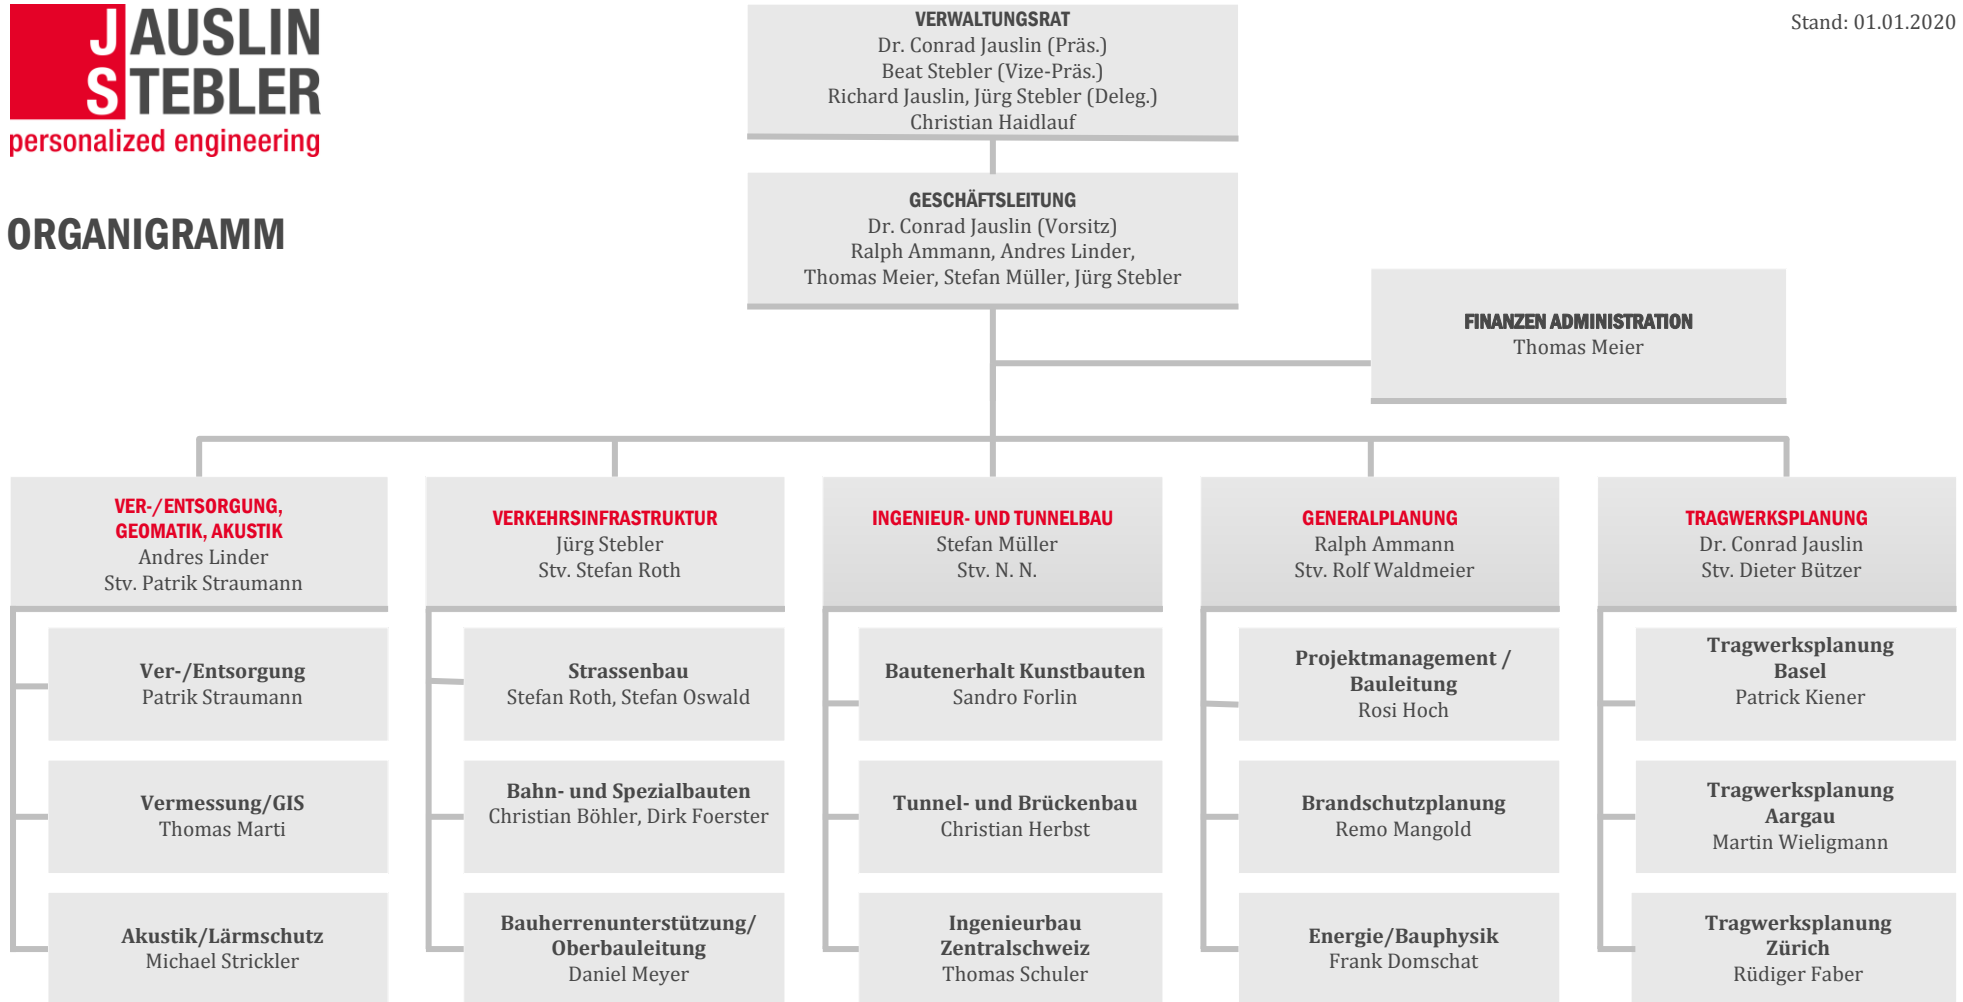 JAUSLIN
STEBLER
personalized engineering
Stand: 01.01.2020
ORGANIGRAMM
VERWALTUNGSRAT
Dr. Conrad Jauslin (Präs.)
Beat Stebler (Vize-Präs.)
Richard Jauslin, Jürg Stebler (Deleg.)
Christian Haidlauf
GESCHÄFTSLEITUNG
Dr. Conrad Jauslin (Vorsitz)
Ralph Ammann, Andres Linder,
Thomas Meier, Stefan Müller, Jürg Stebler
FINANZEN ADMINISTRATION
Thomas Meier
VER-/ENTSORGUNG,
GEOMATIK, AKUSTIK
Andres Linder
Stv. Patrik Straumann
Ver-/Entsorgung
Patrik Straumann
Vermessung/GIS
Thomas Marti
Akustik/Lärmschutz
Michael Strickler
VERKEHRSINFRASTRUKTUR
Jürg Stebler
Stv. Stefan Roth
Strassenbau
Stefan Roth, Stefan Oswald
Bahn- und Spezialbauten
Christian Böhler, Dirk Foerster
Bauherrenunterstützung/
Oberbauleitung
Daniel Meyer
INGENIEUR- UND TUNNELBAU
Stefan Müller
Stv. N. N.
Bautenerhalt Kunstbauten
Sandro Forlin
Tunnel- und Brückenbau
Christian Herbst
Ingenieurbau
Zentralschweiz
Thomas Schuler
GENERALPLANUNG
Ralph Ammann
Stv. Rolf Waldmeier
Projektmanagement /
Bauleitung
Rosi Hoch
Brandschutzplanung
Remo Mangold
Energie/Bauphysik
Frank Domschat
TRAGWERKSPLANUNG
Dr. Conrad Jauslin
Stv. Dieter Bützer
Tragwerksplanung
Basel
Patrick Kiener
Tragwerksplanung
Aargau
Martin Wieligmann
Tragwerksplanung
Zürich
Rüdiger Faber